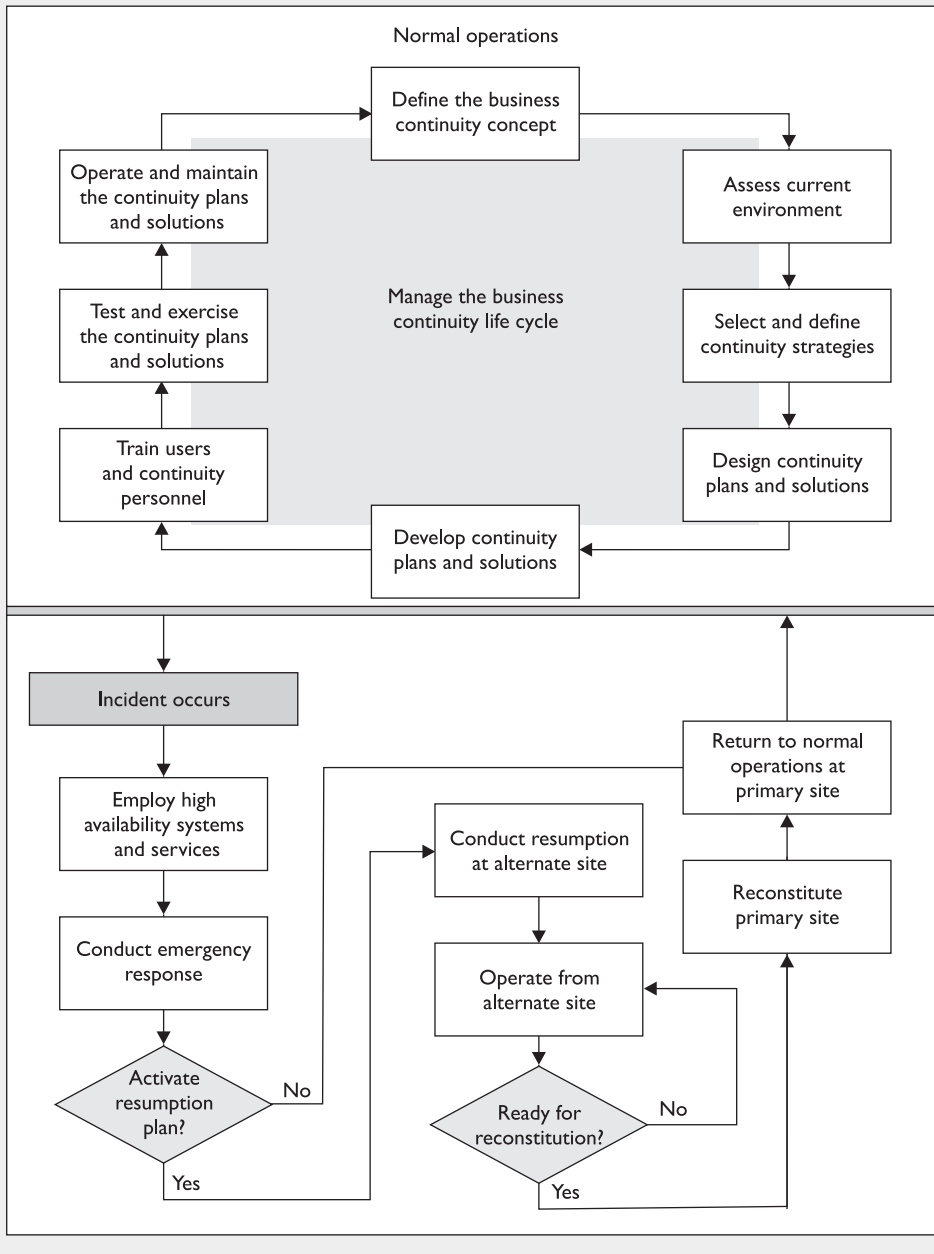 Normal operations
Define the business
continuity concept
Operate and maintain
the continuity plans
and solutions
Assess current
environment
Test and exercise
the continuity plans
and solutions
Manage the business
continuity life cycle
Select and define
continuity strategies
Train users
and continuity
personnel
Design continuity
plans and solutions
Develop continuity
plans and solutions
Incident occurs
Employ high
availability systems
and services
Conduct emergency
response
Activate
resumption
plan?
No
Yes
Conduct resumption
at alternate site
Operate from
alternate site
Ready for
reconstitution?
No
Yes
Return to normal
operations at
primary site
Reconstitute
primary site